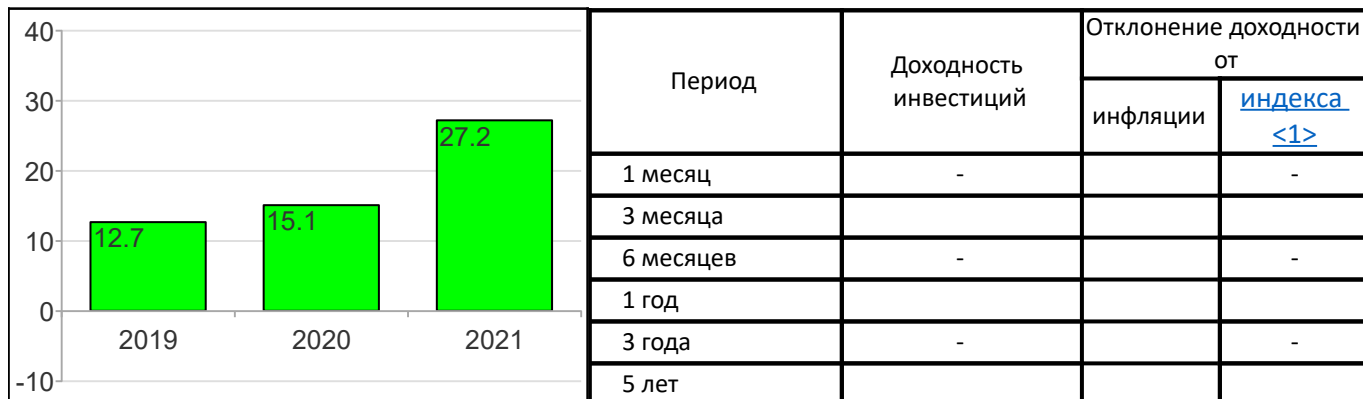 40
30
20
10
0
-10
12.7
15.1
27.2
2019 2020 2021
Период
Доходность
инвестиций
Отклонение доходности
от
инфляции
индекса
<1>
1 месяц - -
3 месяца
6 месяцев - -
1 год
3 года - -
5 лет